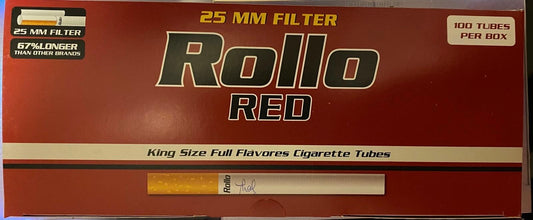 25 MM FILTER
67% LONGER
THAN OTHER BRANDS
25 MM FILTER
Rollo
RED
100 TUBES
PER BOX
King Size Full Flavores Cigarette Tubes
Rollo